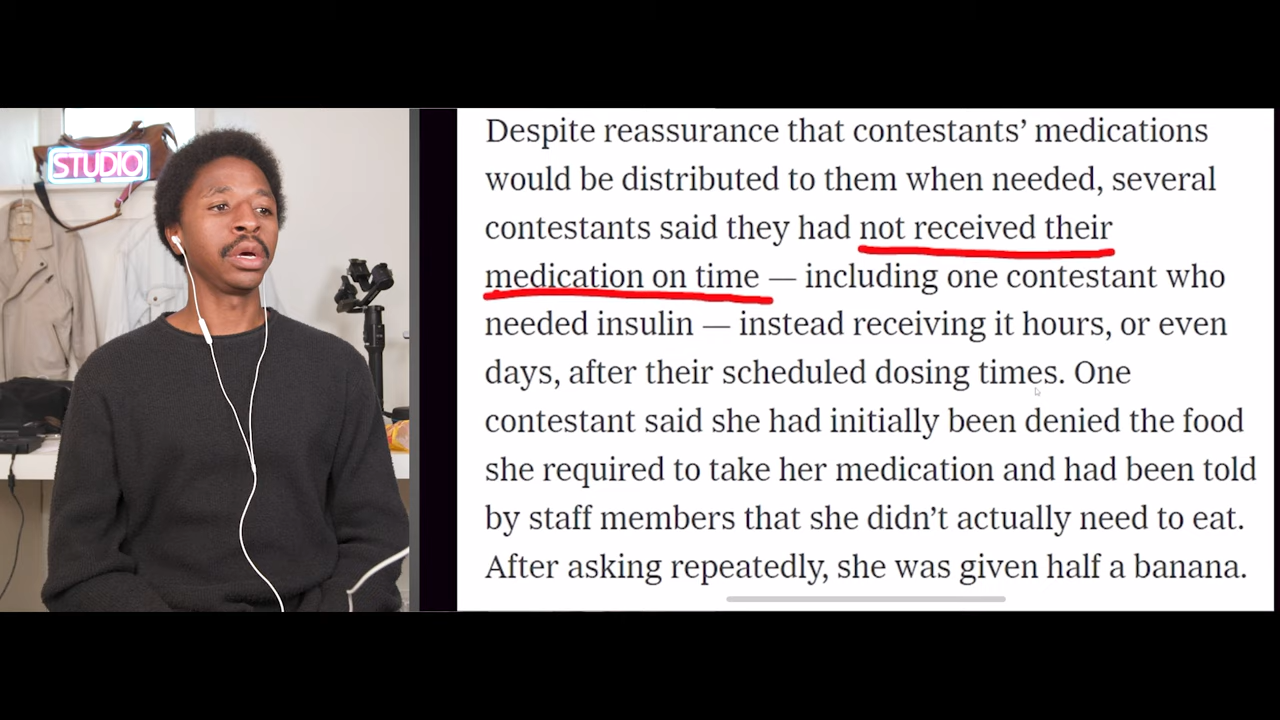 STUDIO
Despite reassurance that contestants’ medications
would be distributed to them when needed, several
contestants said they had not received their
medication on time — including one contestant who
needed insulin — instead receiving it hours, or even
days, after their scheduled dosing times. One
contestant said she had initially been denied the food
she required to take her medication and had been told
by staff members that she didn’t actually need to eat.
After asking repeatedly, she was given half a banana.